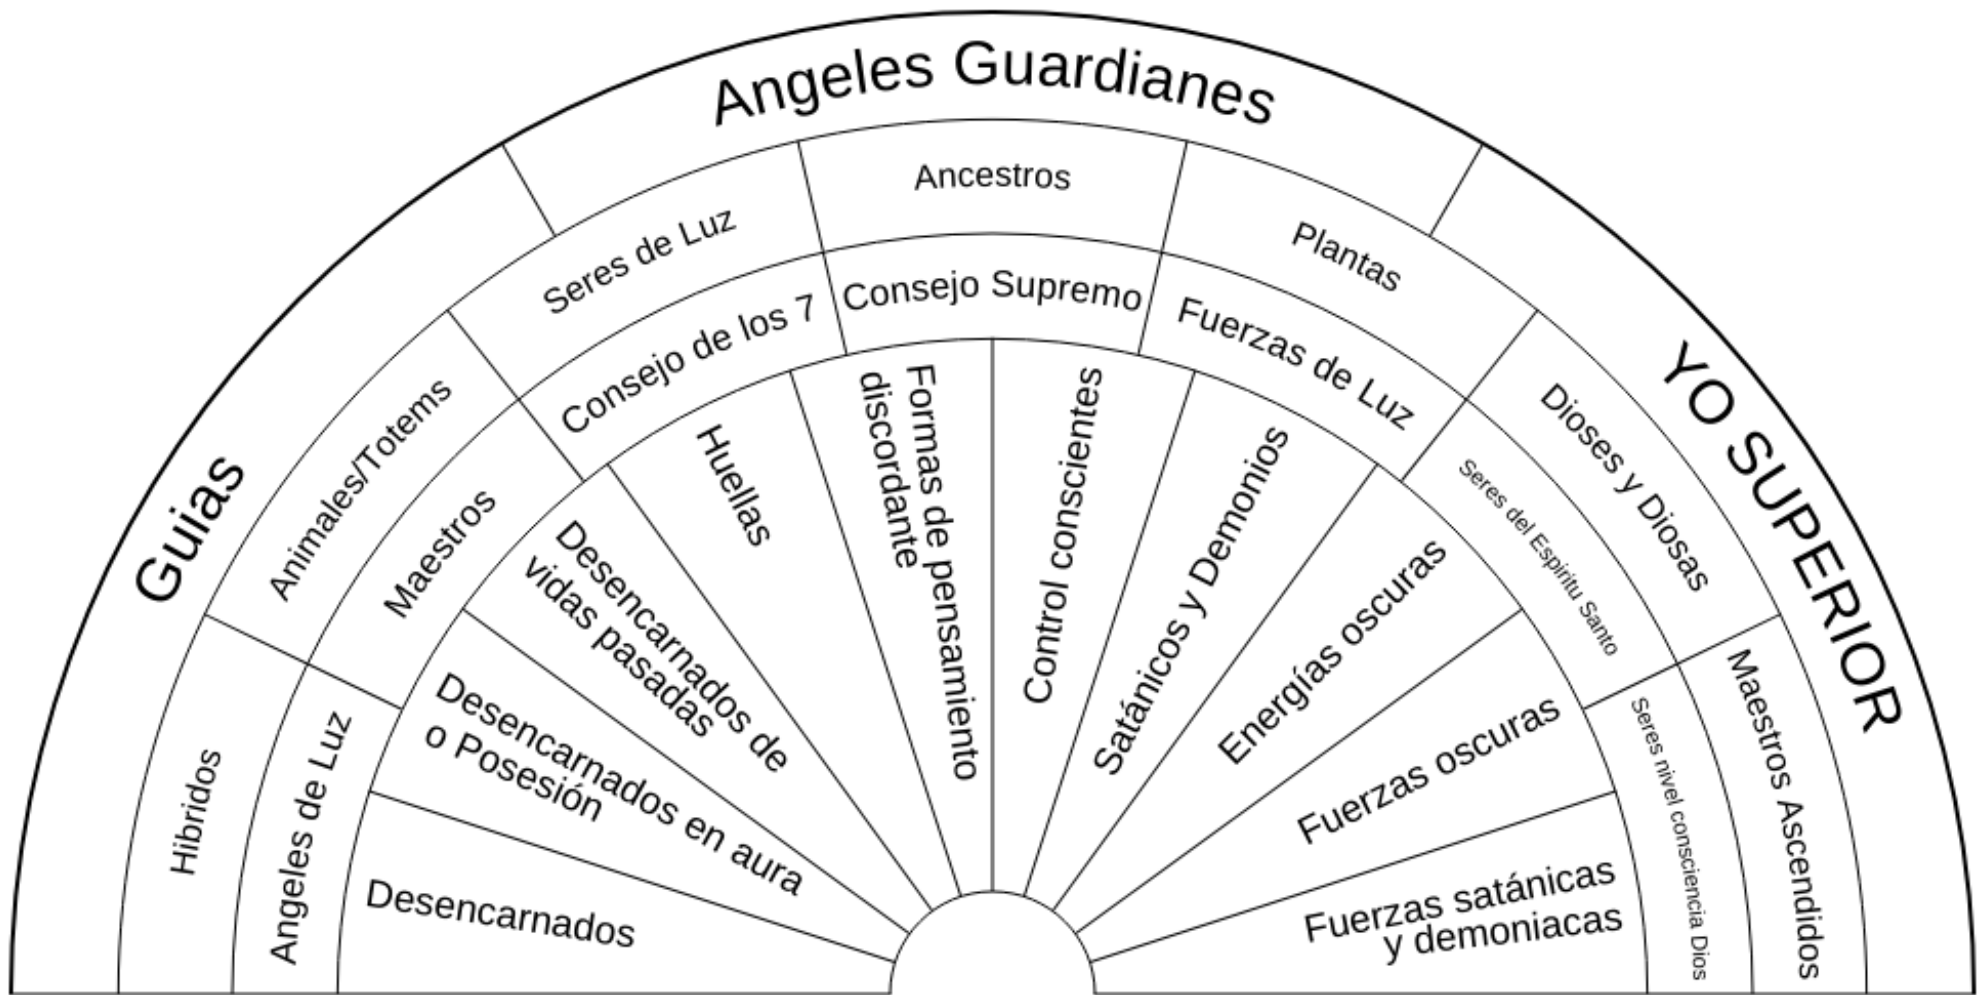 Guias
Angeles Guardianes
YO SUPERIOR
Hibridos
Animales/Totems
Seres de Luz
Ancestros
Plantas
Dioses y Diosas
Maestros Ascendidos
Angeles de Luz
Maestros
Consejo de los 7
Consejo Supremo
Fuerzas de Luz
Seres del Espíritu Santo
Seres nivel consciencia Dios
Desencarnados
Desencarnados en aura
o Posesión
Desencarnados de
vidas pasadas
Huellas
Formas de pensamiento
discordante
Control conscientes
Satánicos y Demonios
Energías oscuras
Fuerzas oscuras
Fuerzas satánicas
y demoniacas